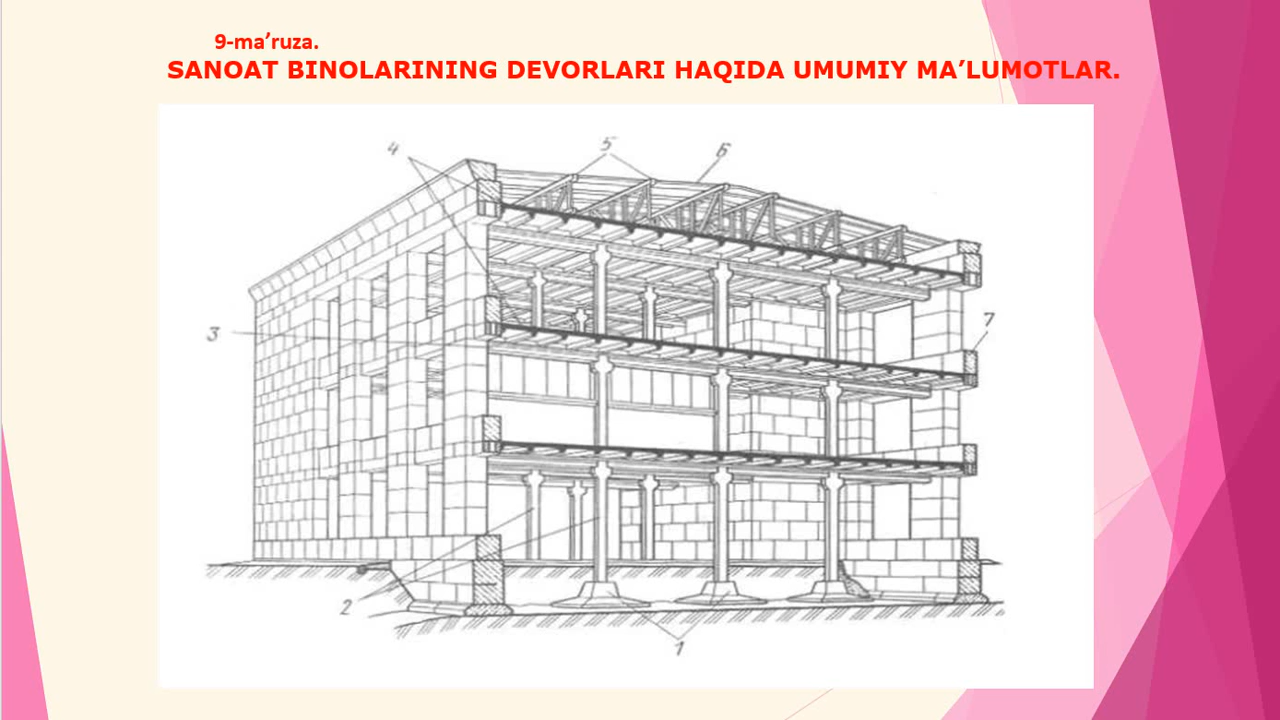 9-ma’ruza.
SANOAT BINOLARINING DEVORLARI HAQIDA UMUMIY MA’LUMOTLAR.
4 5 6
3 7
2
1